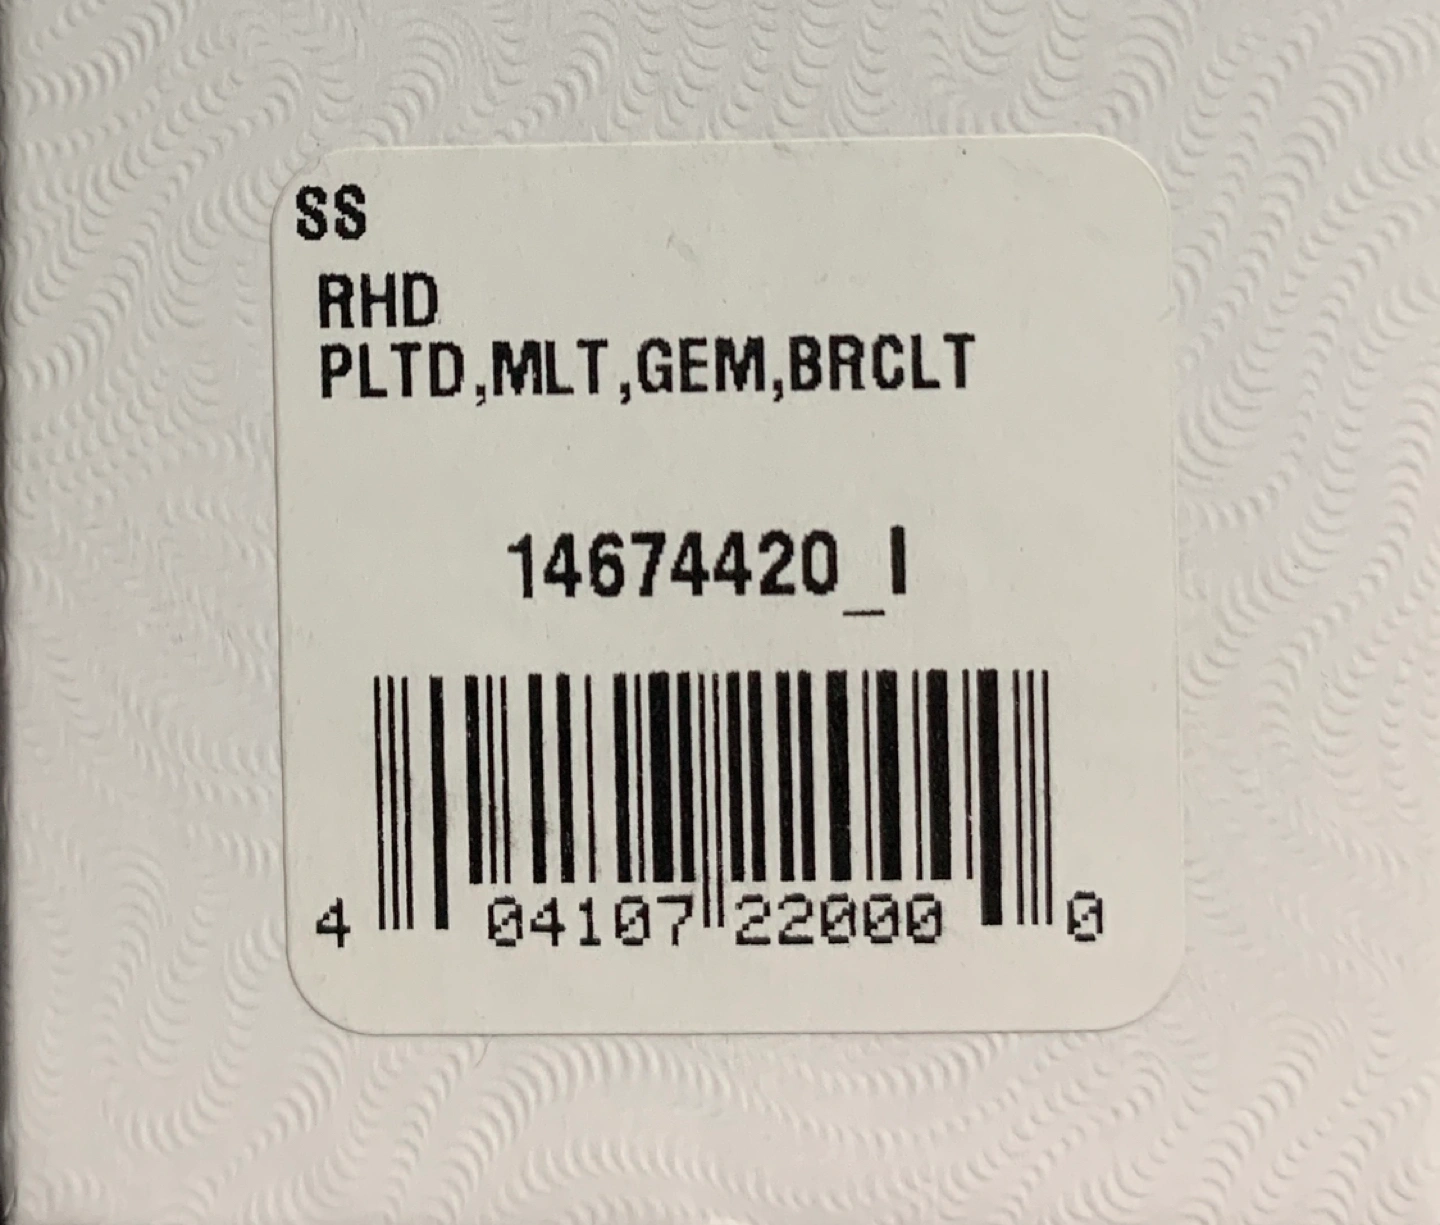 SS
RHD
PLTD,MLT,GEM,BRCLT
14674420_I
4 04107 22000 0